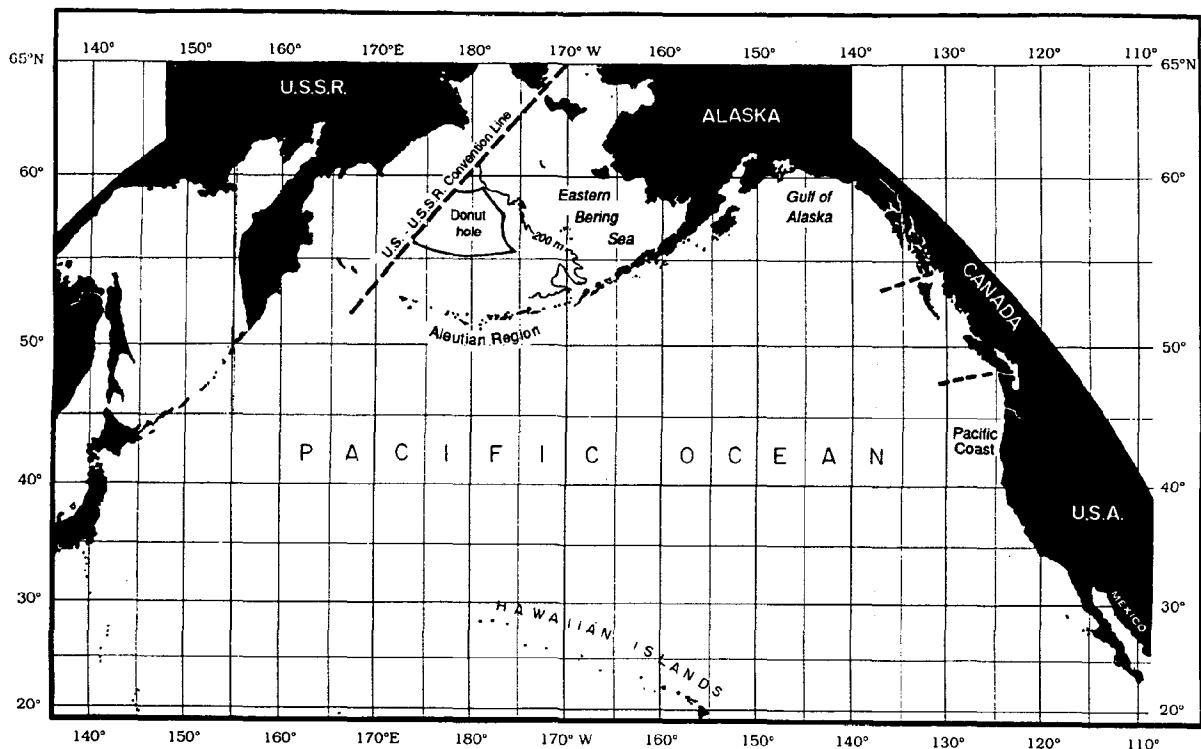 140° 150° 160° 170°E 180° 170° W 160° 150° 140° 130° 120° 110°
65°N 65°N
U.S.S.R.
ALASKA
U.S. - U.S.S.R. Convention Line
60° 60°
Donut
hole
200 m
Eastern
Bering
Sea
Gulf of
Alaska
CANADA
Aleutian Region
50° 50°
PACIFIC OCEAN
Pacific
Coast
40° 40°
U.S.A.
30° 30°
MEXICO
HAWAIIAN ISLANDS
20° 20°
140° 150° 160° 170°E 180° 170° W 160° 150° 140° 130° 120° 110°